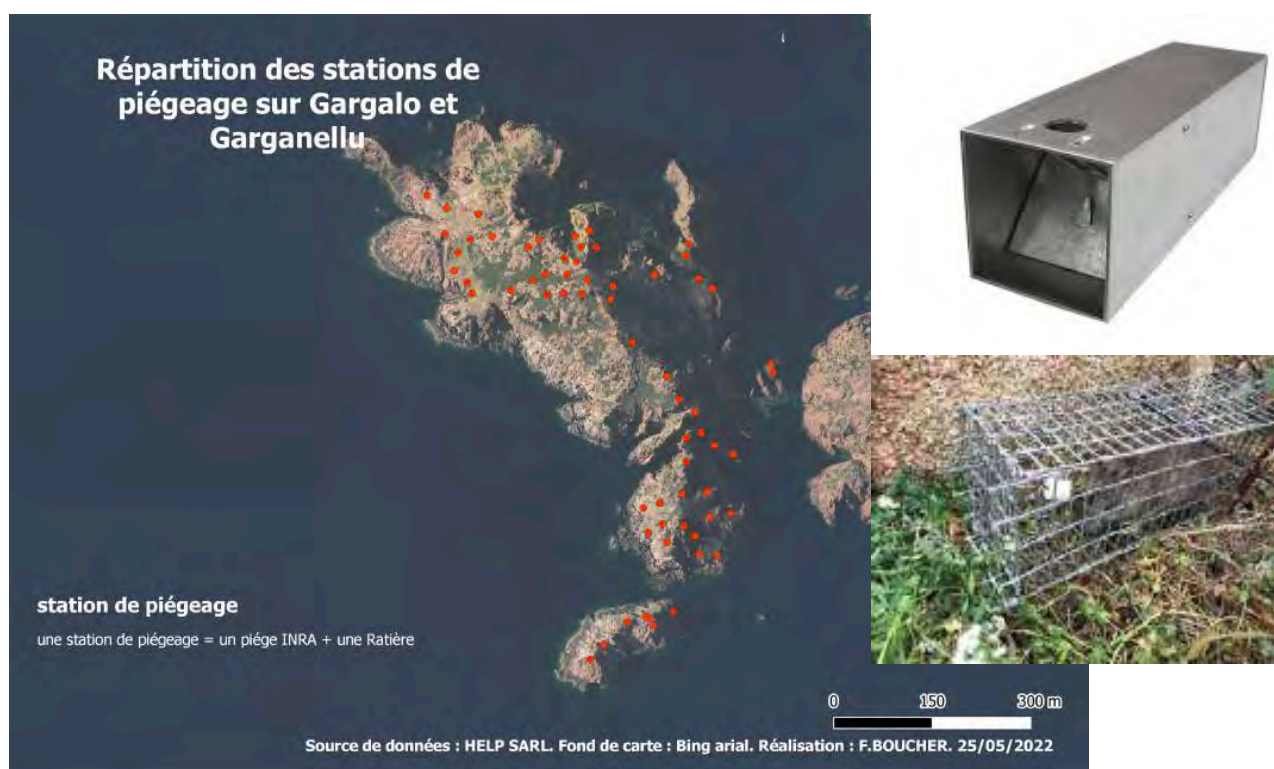 Répartition des stations de
piégeage sur Gargalo et
Garganellu
station de piégeage
une station de piégeage = un piége INRA + une Ratière
0 150 300 m
Source de données : HELP SARL. Fond de carte : Bing arial. Réalisation : F.BOUCHER. 25/05/2022